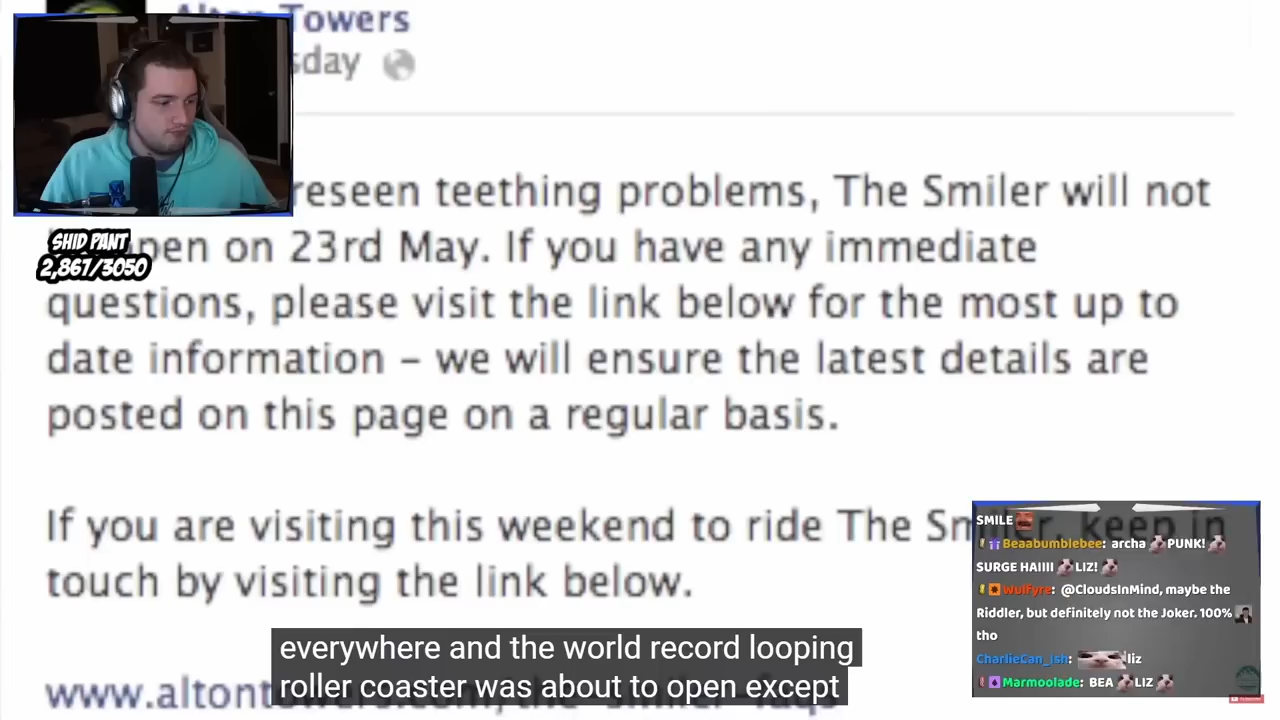 Alton Towers
sday
reseen teething problems, The Smiler will not
open on 23rd May. If you have any immediate
questions, please visit the link below for the most up to
date information – we will ensure the latest details are
posted on this page on a regular basis.
If you are visiting this weekend to ride The Smiler, keep in
touch by visiting the link below.
SHID PANT
2,867/3050
SMILE
Beaabumblebee: archa PUNK!
SURGE HAIIII LIZ!
WulFyre: @CloudsInMind, maybe the
Riddler, but definitely not the Joker. 100%
tho
CharlieCan_ish: liz
Marmoolade: BEA LIZ
everywhere and the world record looping
roller coaster was about to open except